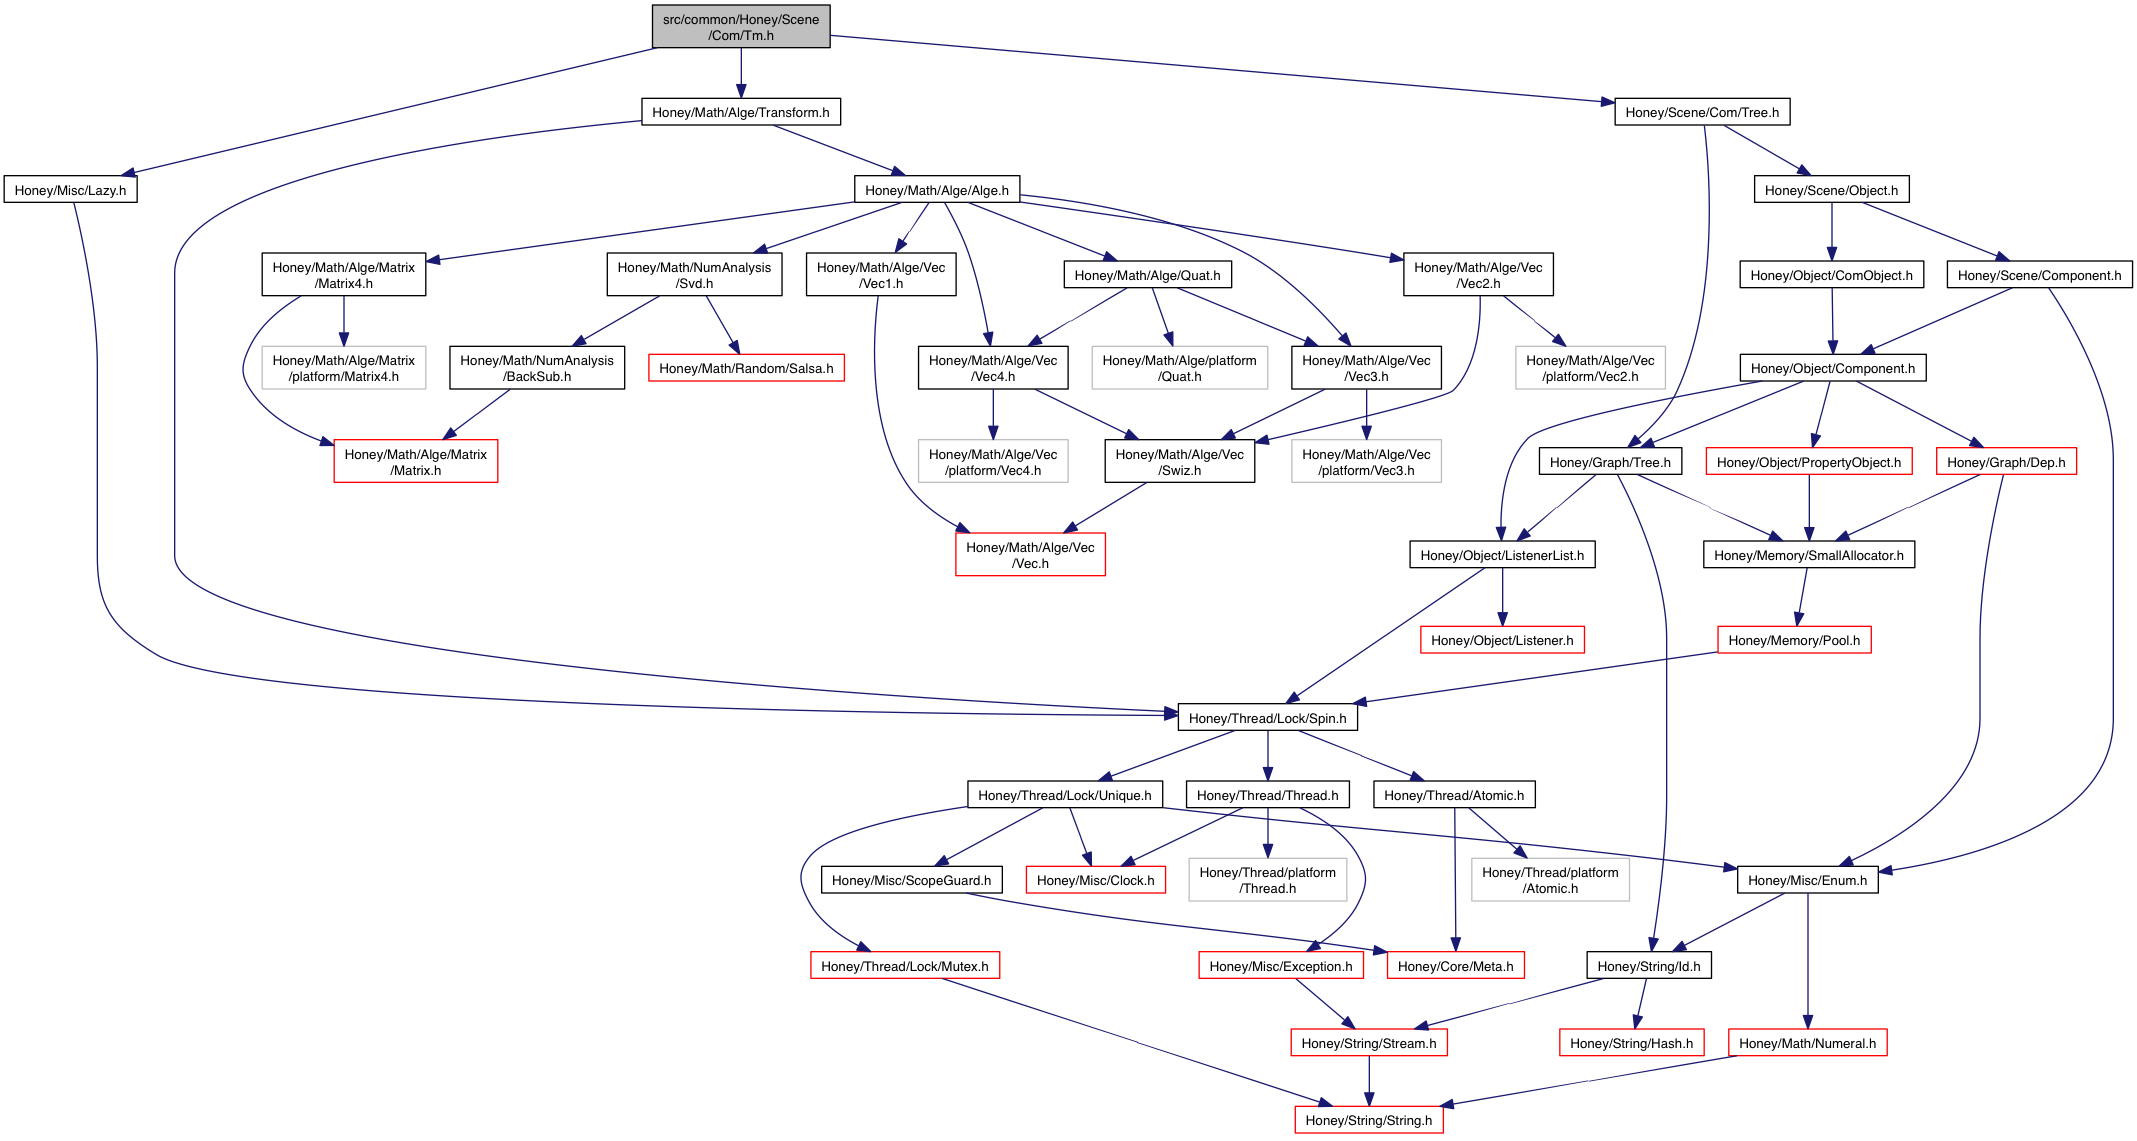 src/common/Honey/Scene
/Com/Tm.h
Honey/Math/Alge/Transform.h
Honey/Scene/Com/Tree.h
Honey/Misc/Lazy.h
Honey/Math/Alge/Alge.h
Honey/Scene/Object.h
Honey/Math/Alge/Matrix
/Matrix4.h
Honey/Math/NumAnalysis
/Svd.h
Honey/Math/Alge/Vec
/Vec1.h
Honey/Math/Alge/Quat.h
Honey/Math/Alge/Vec
/Vec2.h
Honey/Object/ComObject.h
Honey/Scene/Component.h
Honey/Math/Alge/Matrix
/platform/Matrix4.h
Honey/Math/NumAnalysis
/BackSub.h
Honey/Math/Random/Salsa.h
Honey/Math/Alge/Vec
/Vec4.h
Honey/Math/Alge/platform
/Quat.h
Honey/Math/Alge/Vec
/Vec3.h
Honey/Math/Alge/Vec
/platform/Vec2.h
Honey/Object/Component.h
Honey/Math/Alge/Matrix
/Matrix.h
Honey/Math/Alge/Vec
/platform/Vec4.h
Honey/Math/Alge/Vec
/Swiz.h
Honey/Math/Alge/Vec
/platform/Vec3.h
Honey/Graph/Tree.h
Honey/Object/PropertyObject.h
Honey/Graph/Dep.h
Honey/Math/Alge/Vec
/Vec.h
Honey/Object/ListenerList.h
Honey/Memory/SmallAllocator.h
Honey/Object/Listener.h
Honey/Memory/Pool.h
Honey/Thread/Lock/Spin.h
Honey/Thread/Lock/Unique.h
Honey/Thread/Thread.h
Honey/Thread/Atomic.h
Honey/Misc/ScopeGuard.h
Honey/Misc/Clock.h
Honey/Thread/platform
/Thread.h
Honey/Thread/platform
/Atomic.h
Honey/Misc/Enum.h
Honey/Thread/Lock/Mutex.h
Honey/Misc/Exception.h
Honey/Core/Meta.h
Honey/String/Id.h
Honey/String/Stream.h
Honey/String/Hash.h
Honey/Math/Numeral.h
Honey/String/String.h